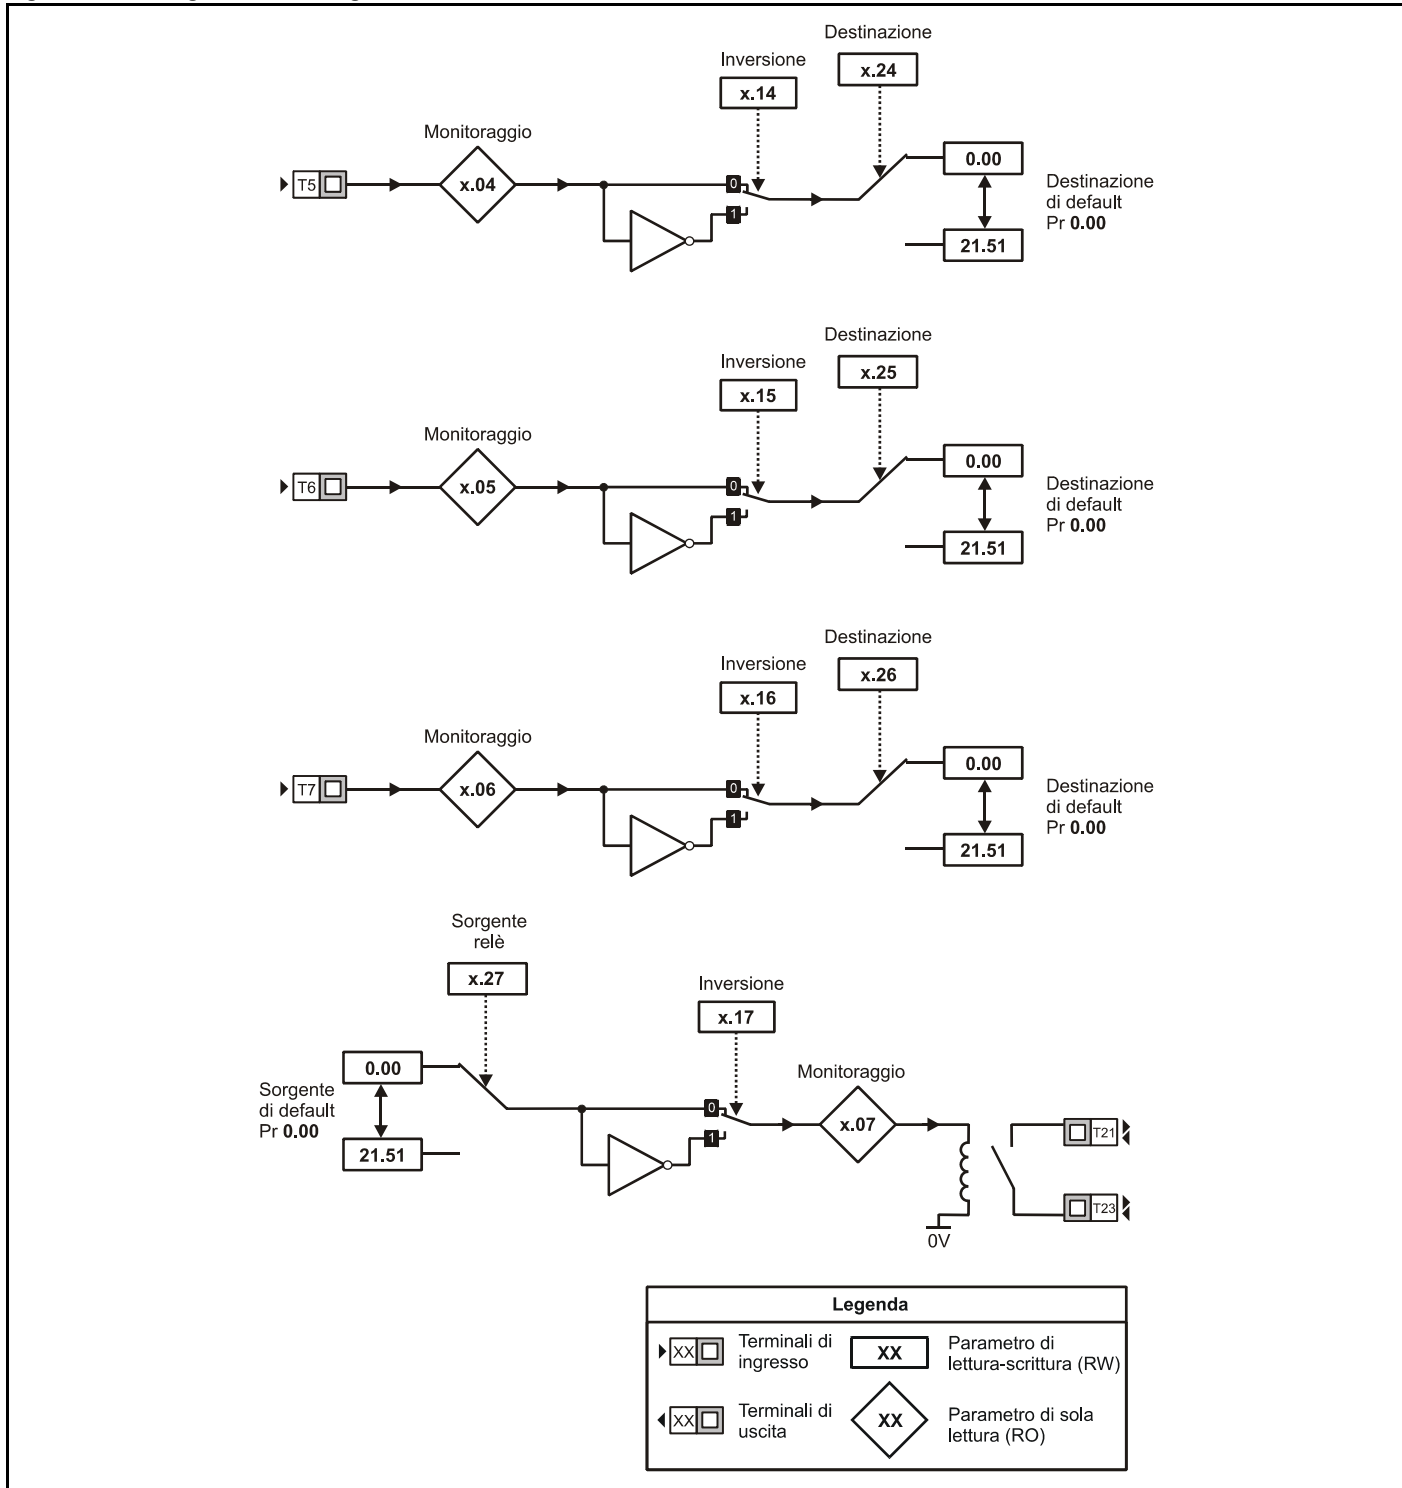 Destinazione
Inversione
x.24
x.14
Monitoraggio
0.00
T5
x.04
0
1
Destinazione
di default
Pr 0.00
21.51
Destinazione
Inversione
x.25
x.15
Monitoraggio
0.00
T6
x.05
0
1
Destinazione
di default
Pr 0.00
21.51
Destinazione
Inversione
x.26
x.16
Monitoraggio
0.00
T7
x.06
0
1
Destinazione
di default
Pr 0.00
21.51
Sorgente
relè
x.27
Inversione
x.17
0.00
Monitoraggio
Sorgente
di default
Pr 0.00
0
1
x.07
T21
21.51
T23
0V
Legenda
XX
Terminali di
ingresso
XX
Parametro di
lettura-scrittura (RW)
XX
Terminali di
uscita
XX
Parametro di sola
lettura (RO)